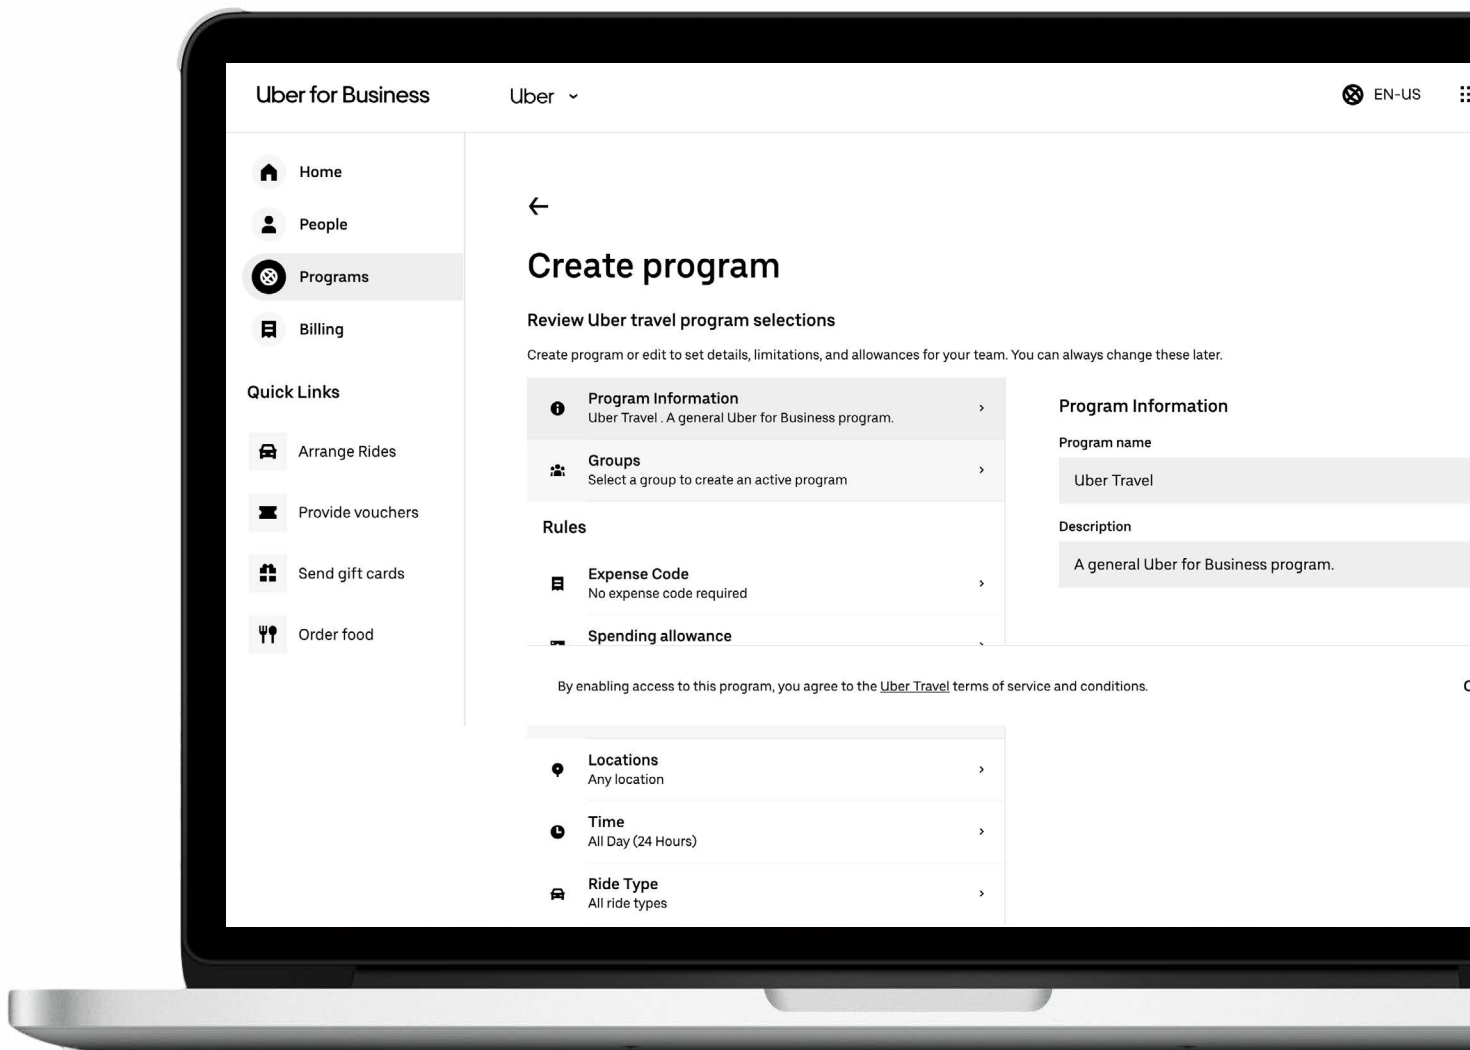 Uber for Business
Uber
EN-US
Home
People
Programs
Billing
Quick Links
Arrange Rides
Provide vouchers
Send gift cards
Order food
Create program
Review Uber travel program selections
Create program or edit to set details, limitations, and allowances for your team. You can always change these later.
Program Information
Uber Travel . A general Uber for Business program.
Groups
Select a group to create an active program
Rules
Expense Code
No expense code required
Spending allowance
Program Information
Program name
Uber Travel
Description
A general Uber for Business program.
By enabling access to this program, you agree to the Uber Travel terms of service and conditions.
Locations
Any location
Time
All Day (24 Hours)
Ride Type
All ride types